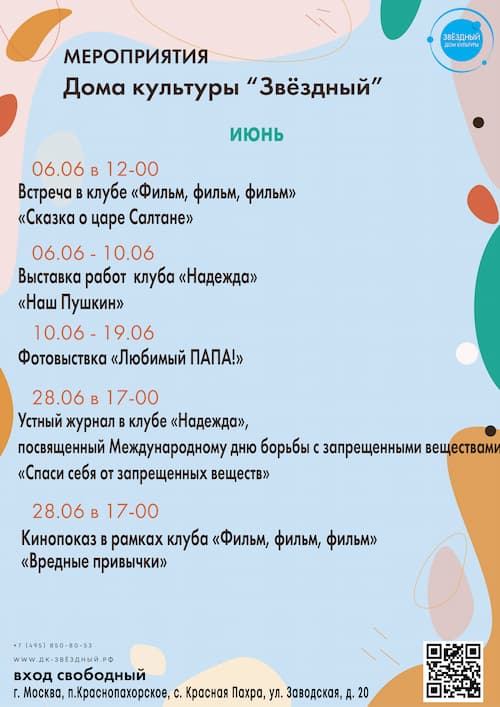 ЗВЁЗДНЫЙ
ДОМ КУЛЬТУРЫ
МЕРОПРИЯТИЯ
Дома культуры “Звёздный”
ИЮНЬ
06.06 в 12-00
Встреча в клубе «Фильм, фильм, фильм»
«Сказка о царе Салтане»
06.06 - 10.06
Выставка работ клуба «Надежда»
«Наш Пушкин»
10.06 - 19.06
Фотовыствка «Любимый ПАПА!»
28.06 в 17-00
Устный журнал в клубе «Надежда»,
посвященный Международному дню борьбы с запрещенными веществами
«Спаси себя от запрещенных веществ»
28.06 в 17-00
Кинопоказ в рамках клуба «Фильм, фильм, фильм»
«Вредные привычки»
+7 (495) 850-80-53
WWW.ДК-ЗВЁЗДНЫЙ.РФ
ВХОД СВОБОДНЫЙ
г. Москва, п.Краснопахорское, с. Красная Пахра, ул. Заводская, д. 20